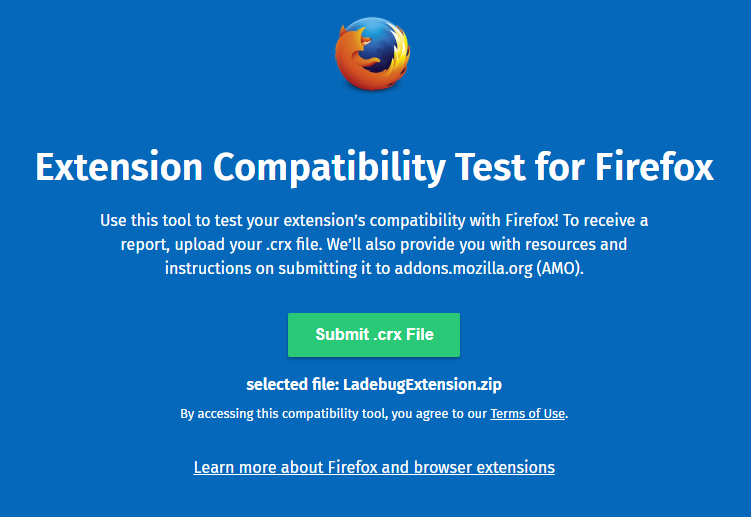 Extension Compatibility Test for Firefox
Use this tool to test your extension’s compatibility with Firefox! To receive a
report, upload your .crx file. We’ll also provide you with resources and
instructions on submitting it to addons.mozilla.org (AMO).
Submit .crx File
selected file: LadebugExtension.zip
By accessing this compatibility tool, you agree to our Terms of Use.
Learn more about Firefox and browser extensions